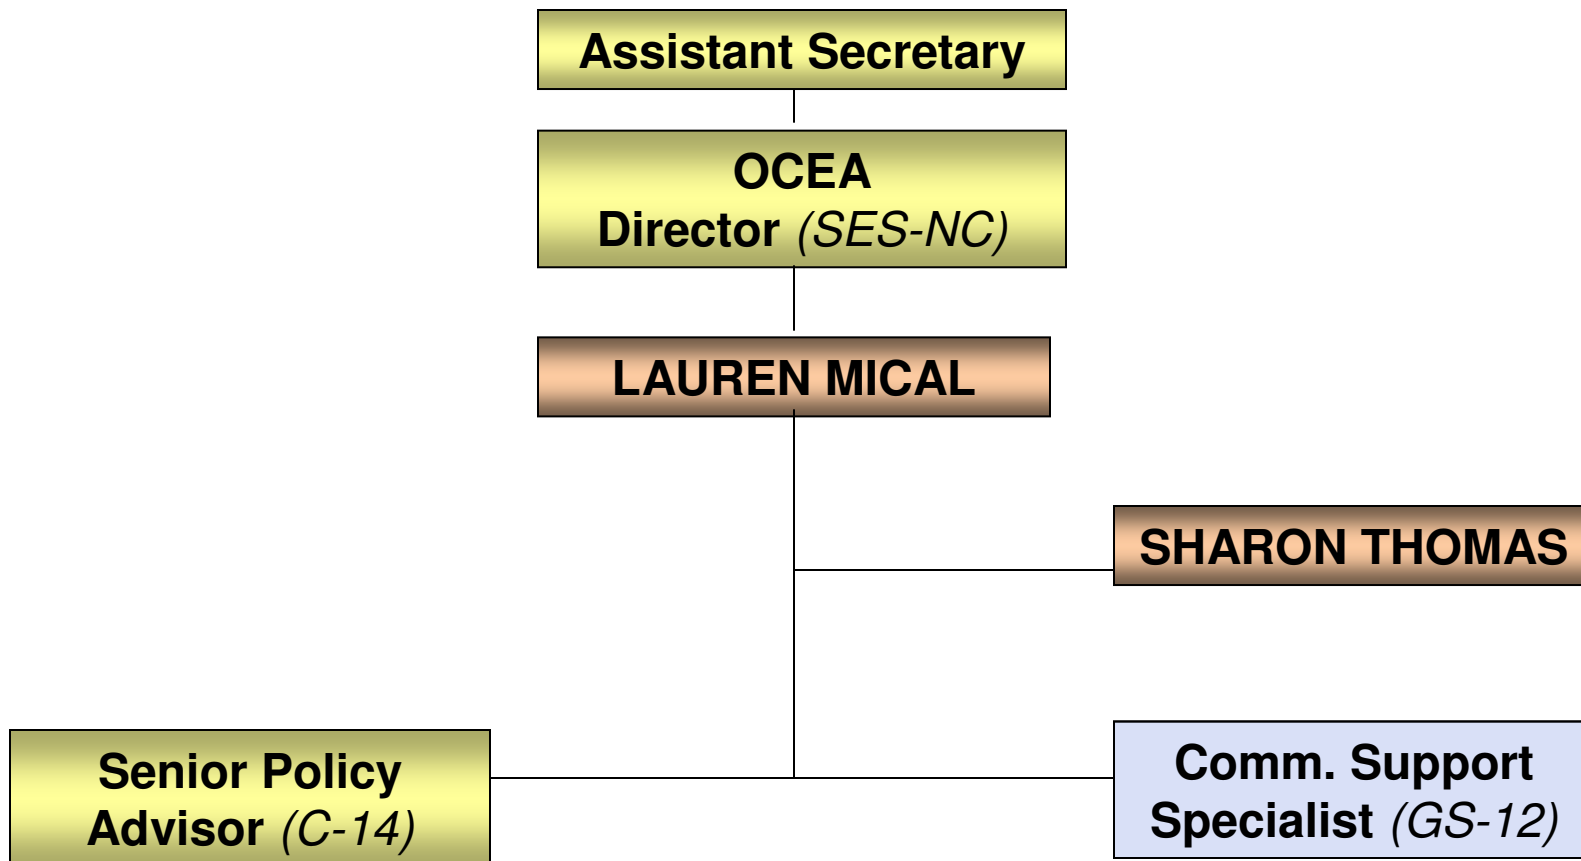 Assistant Secretary
OCEA
Director (SES-NC)
LAUREN MICAL
SHARON THOMAS
Senior Policy
Advisor (C-14)
Comm. Support
Specialist (GS-12)